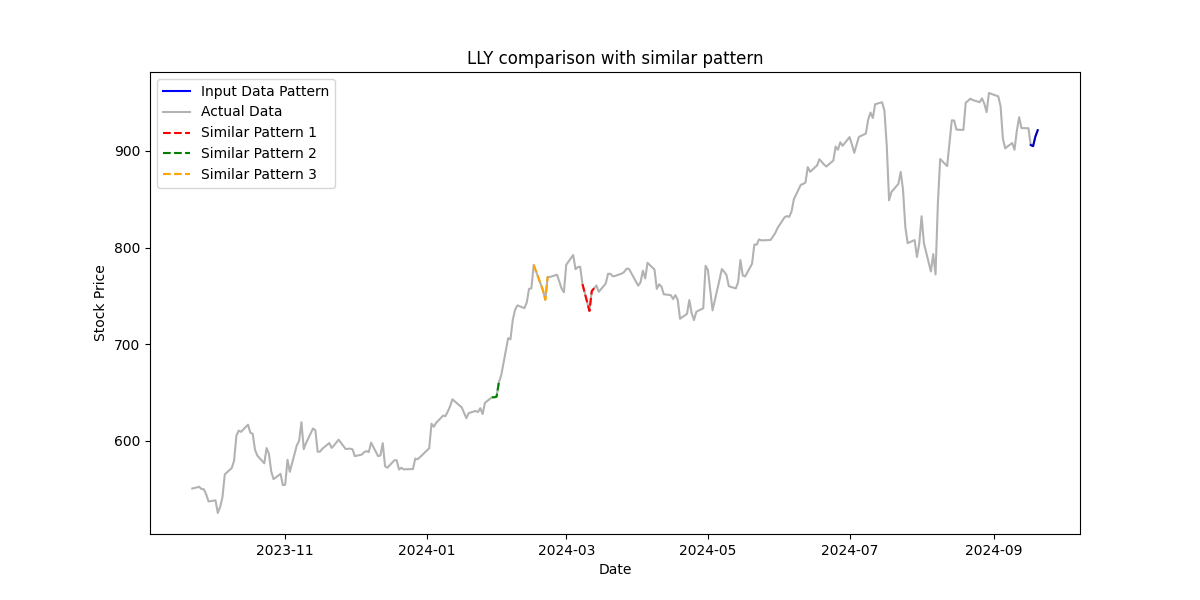 LLY comparison with similar pattern
Input Data Pattern
Actual Data
Similar Pattern 1
Similar Pattern 2
Similar Pattern 3
Stock Price
900
800
700
600
2023-11
2024-01
2024-03
2024-05
2024-07
2024-09
Date